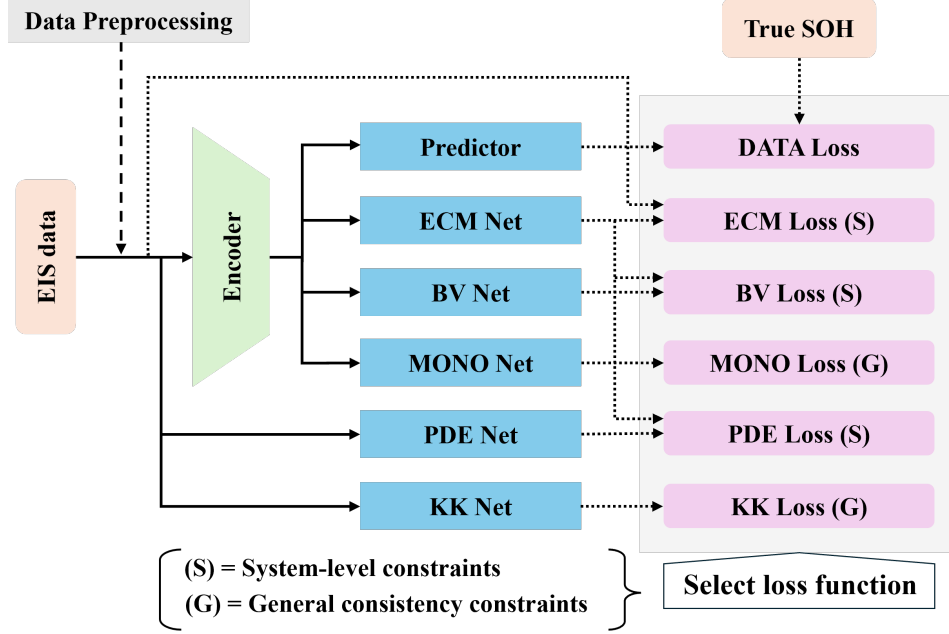 Data Preprocessing
True SOH
EIS data
Encoder
Predictor
ECM Net
BV Net
MONO Net
PDE Net
KK Net
DATA Loss
ECM Loss (S)
BV Loss (S)
MONO Loss (G)
PDE Loss (S)
KK Loss (G)
(S) = System-level constraints
(G) = General consistency constraints
Select loss function